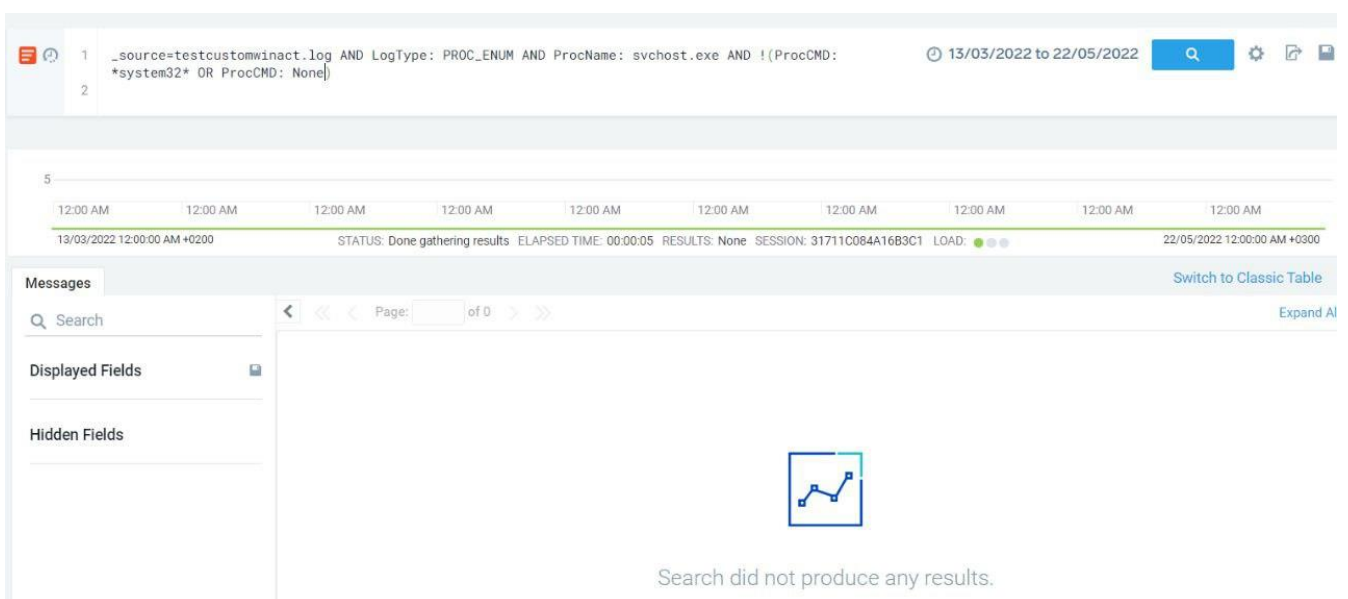 1 _source=testcustomwinact.log AND LogType: PROC_ENUM AND ProcName: svchost.exe AND !(ProcCMD: 13/03/2022 to 22/05/2022
*system32* OR ProcCMD: None)
2
5
12:00 AM 12:00 AM 12:00 AM 12:00 AM 12:00 AM 12:00 AM 12:00 AM 12:00 AM 12:00 AM 12:00 AM
13/03/2022 12:00:00 AM +0200 STATUS: Done gathering results ELAPSED TIME: 00:00:05 RESULTS: None SESSION: 31711C084A16B3C1 LOAD: 22/05/2022 12:00:00 AM +0300
Messages Switch to Classic Table
Search Page: of 0 Expand Al
Displayed Fields
Hidden Fields
Search did not produce any results.